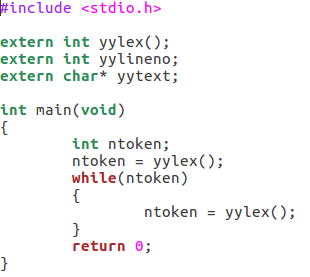 #include <stdio.h>

extern int yylex();
extern int yylineno;
extern char* yytext;

int main(void)
{
        int ntoken;
        ntoken = yylex();
        while(ntoken)
        {
                ntoken = yylex();
        }
        return 0;
}